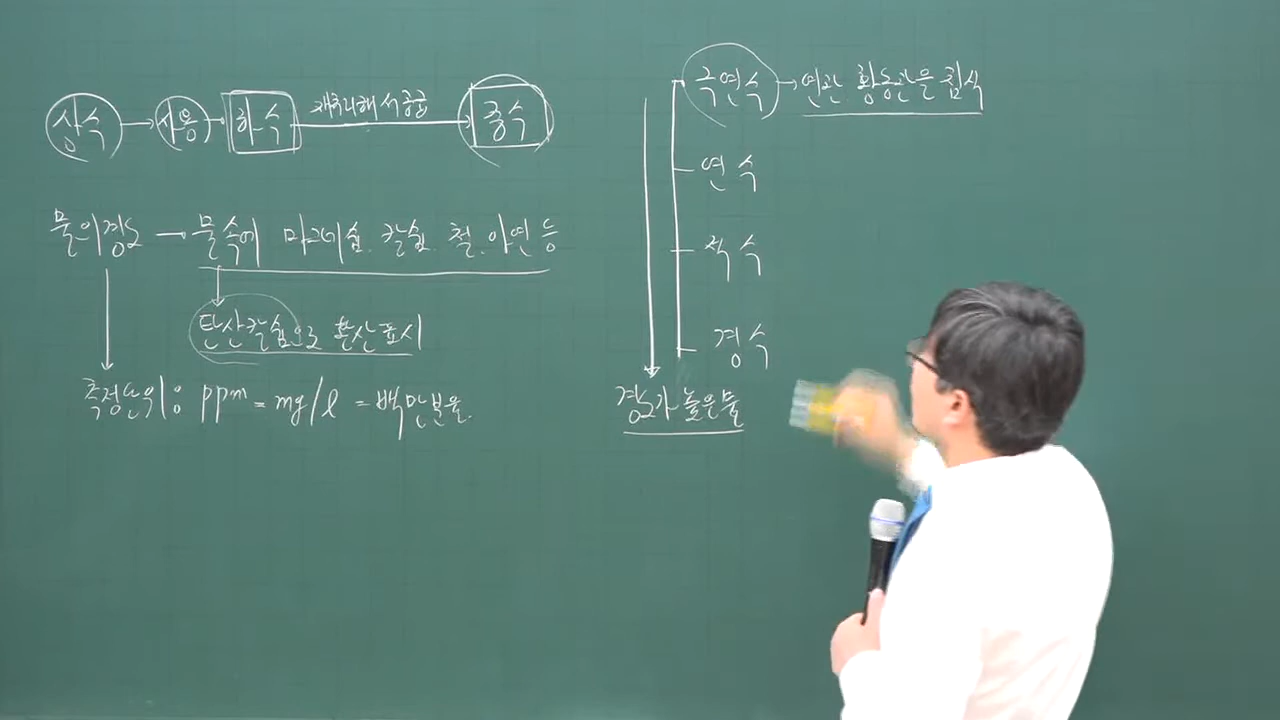 상수 → 사용 → 하수 재처리해서 공급 → 중수
물의경도 → 물속에 마그네슘. 칼슘. 철. 아연 등
탄산칼슘으로 환산표시
측정단위: ppm = mg/l = 백만분율.
극연수 → 연관 황동관을 침식
연수
적수
경수
경도가 높은물